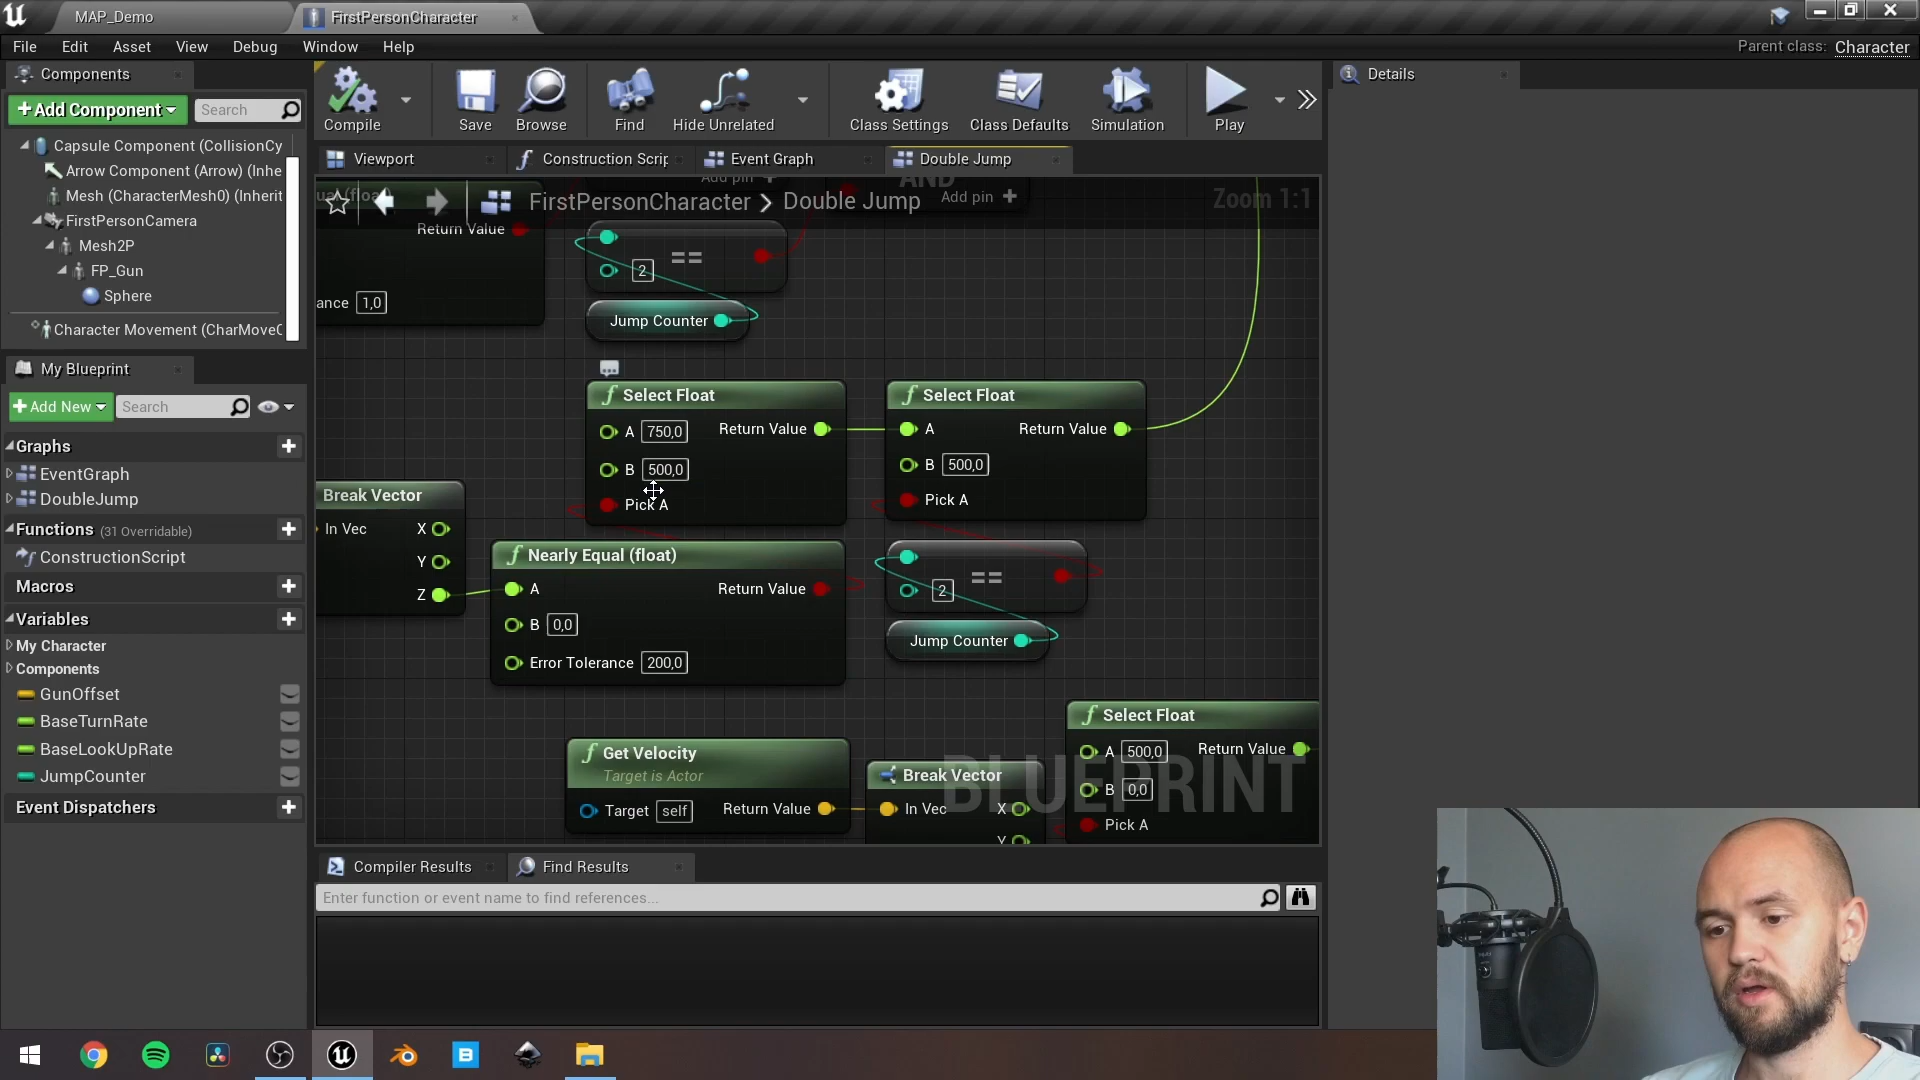 MAP_Demo
FirstPersonCharacter
File Edit Asset View Debug Window Help
Parent class: Character
Components
Details
+Add Component
Search
Compile
Save
Browse
Find
Hide Unrelated
Class Settings
Class Defaults
Simulation
Play
Capsule Component (CollisionCy
Arrow Component (Arrow) (Inhe
Mesh (CharacterMesh0) (Inherit
FirstPersonCamera
Mesh2P
FP_Gun
Sphere
Character Movement (CharMoveC
Viewport
Construction Scrip
Event Graph
Double Jump
FirstPersonCharacter > Double Jump
Zoom 1:1
Add pin +
AND
Add pin +
Return Value
ance 1,0
==
2
Jump Counter
Select Float
A 750,0 Return Value
B 500,0
Pick A
Select Float
A Return Value
B 500,0
Pick A
Break Vector
In Vec X
Y
Z
Nearly Equal (float)
A Return Value
B 0,0
Error Tolerance 200,0
==
2
Jump Counter
Get Velocity
Target is Actor
Target self Return Value
Break Vector
In Vec X
Y
Select Float
A 500,0 Return Value
B 0,0
Pick A
BLUEPRINT
My Blueprint
+Add New
Search
Graphs
EventGraph
DoubleJump
Functions (31 Overridable)
ConstructionScript
Macros
Variables
My Character
Components
GunOffset
BaseTurnRate
BaseLookUpRate
JumpCounter
Event Dispatchers
Compiler Results
Find Results
Enter function or event name to find references...